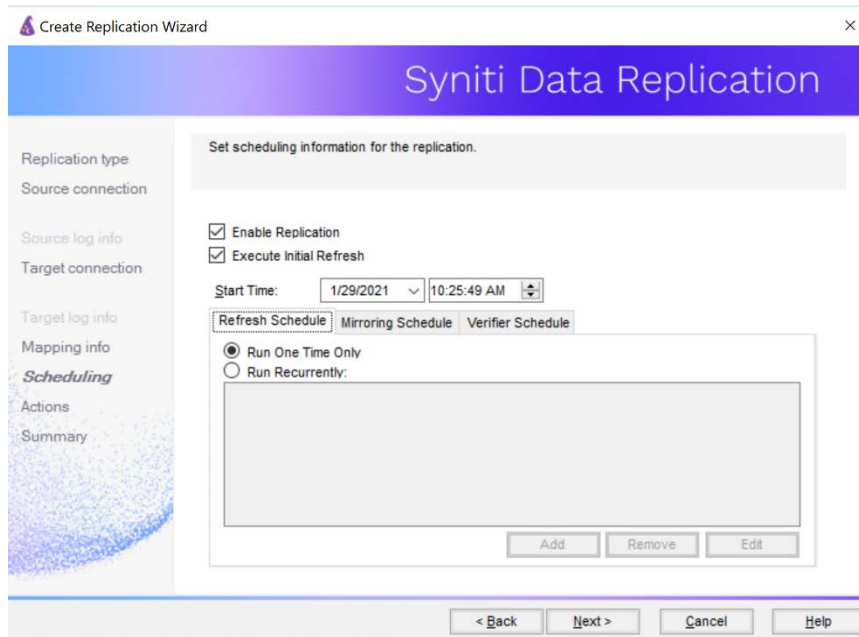 Create Replication Wizard
Syniti Data Replication
Replication type
Source connection
Source log info
Target connection
Target log info
Mapping info
Scheduling
Actions
Summary
Set scheduling information for the replication.
Enable Replication
Execute Initial Refresh
Start Time: 1/29/2021 10:25:49 AM
Refresh Schedule Mirroring Schedule Verifier Schedule
Run One Time Only
Run Recurrently:
Add Remove Edit
< Back Next > Cancel Help